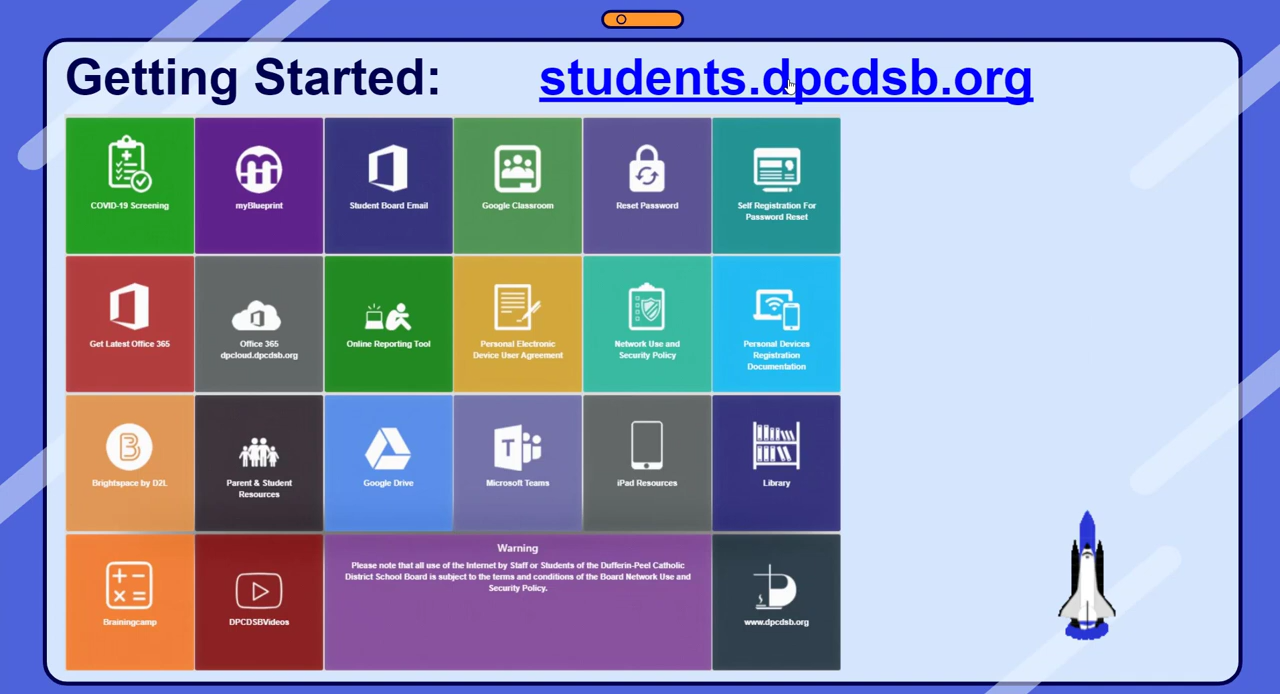 Getting Started: students.dpcdsb.org
COVID-19 Screening
myBlueprint
Student Board Email
Google Classroom
Reset Password
Self Registration For
Password Reset
Get Latest Office 365
Office 365
dpcloud.dpcdsb.org
Online Reporting Tool
Personal Electronic
Device User Agreement
Network Use and
Security Policy
Personal Devices
Registration
Documentation
Brightspace by D2L
Parent & Student
Resources
Google Drive
Microsoft Teams
iPad Resources
Library
Brainingcamp
DPCDSBVideos
Warning
Please note that all use of the Internet by Staff or Students of the Dufferin-Peel Catholic
District School Board is subject to the terms and conditions of the Board Network Use and
Security Policy.
www.dpcdsb.org